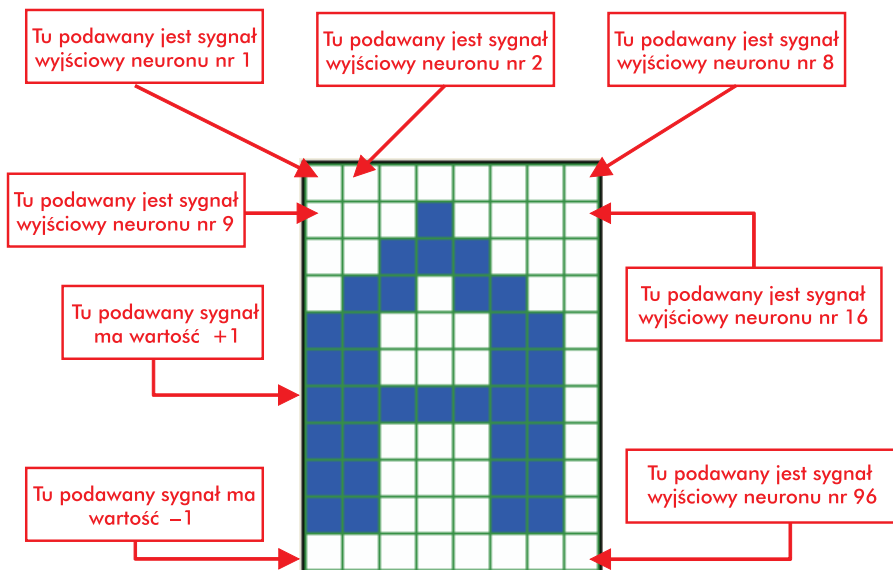 Tu podawany jest sygnał
wyjściowy neuronu nr 1
Tu podawany jest sygnał
wyjściowy neuronu nr 2
Tu podawany jest sygnał
wyjściowy neuronu nr 8
Tu podawany jest sygnał
wyjściowy neuronu nr 9
Tu podawany jest sygnał
wyjściowy neuronu nr 16
Tu podawany sygnał
ma wartość +1
Tu podawany sygnał ma
wartość –1
Tu podawany jest sygnał
wyjściowy neuronu nr 96